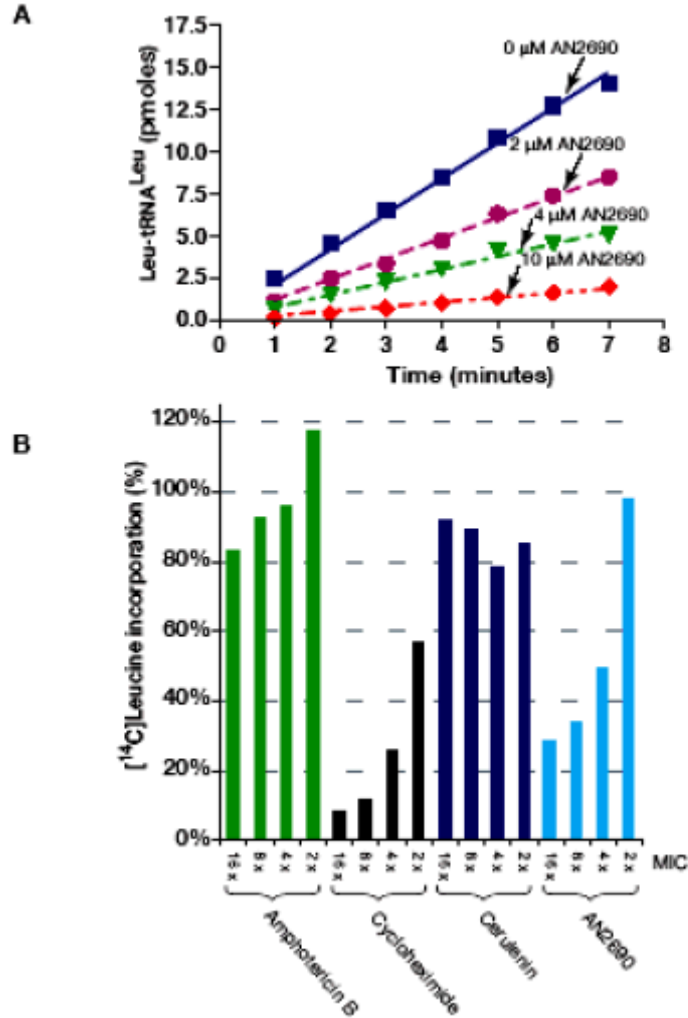 A
17.5
15.0
12.5
10.0
7.5
5.0
2.5
0.0
Leu-tRNA^Leu (pmoles)
0 µM AN2690
2 µM AN2690
4 µM AN2690
10 µM AN2690
0 1 2 3 4 5 6 7 8
Time (minutes)
B
120%
100%
80%
60%
40%
20%
0%
[¹⁴C]Leucine incorporation (%)
16 x 8 x 4 x 2 x 16 x 8 x 4 x 2 x 16 x 8 x 4 x 2 x 16 x 8 x 4 x 2 x MIC
Amphotericin B
Cycloheximide
Cerulenin
AN2690